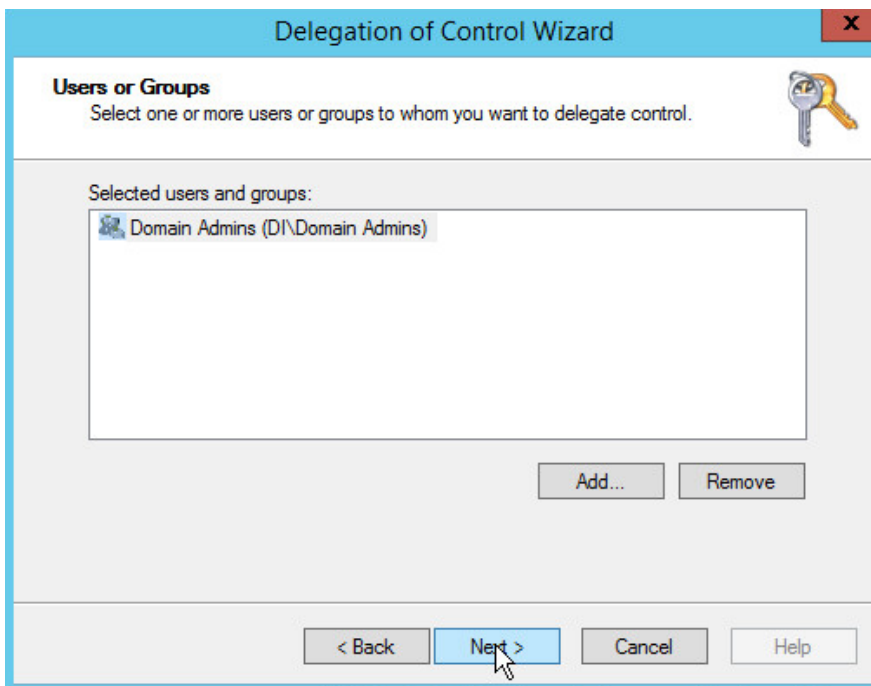 Delegation of Control Wizard
x
Users or Groups
Select one or more users or groups to whom you want to delegate control.
Selected users and groups:
Domain Admins (DI\Domain Admins)
Add... Remove
< Back Next > Cancel Help